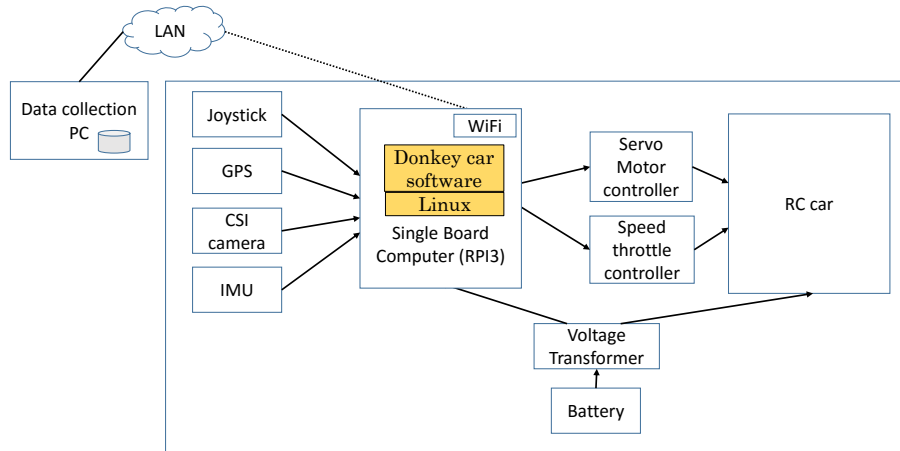 LAN
Data collection
PC
Joystick
GPS
CSI
camera
IMU
WiFi
Donkey car
software
Linux
Single Board
Computer (RPI3)
Servo
Motor
controller
Speed
throttle
controller
RC car
Voltage
Transformer
Battery